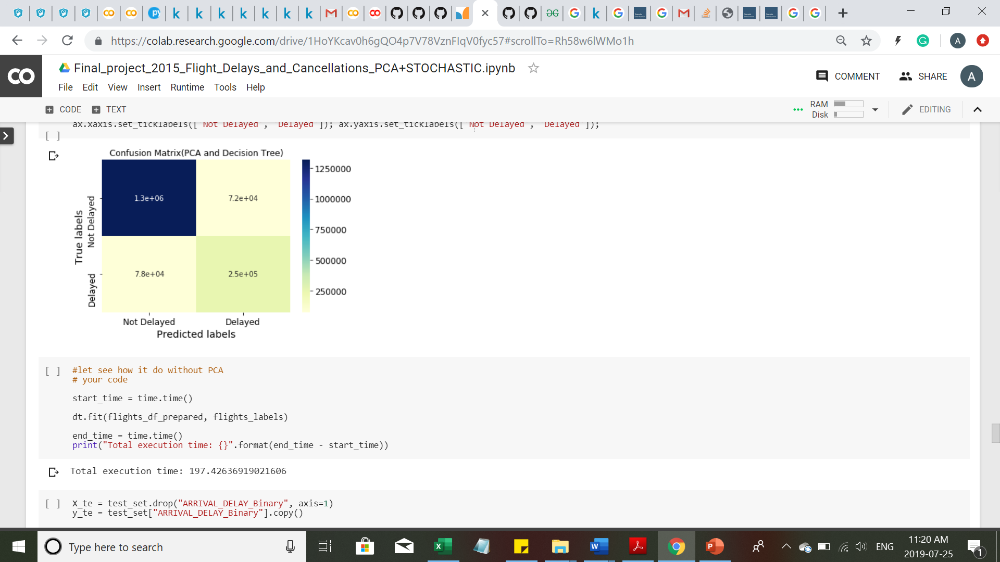 https://colab.research.google.com/drive/1HoYKcav0h6gQO4p7V78VznFIqV0fyc57#scrollTo=Rh58w6lWMo1h
A
CO
Final_project_2015_Flight_Delays_and_Cancellations_PCA+STOCHASTIC.ipynb
COMMENT
SHARE
A
File Edit View Insert Runtime Tools Help
CODE TEXT
RAM
Disk
EDITING
ax.xaxis.set_ticklabels(['Not Delayed', 'Delayed']); ax.yaxis.set_ticklabels(['Not Delayed', 'Delayed']);
[ ]
Confusion Matrix(PCA and Decision Tree)
True labels
Not Delayed
Delayed
1.3e+06 7.2e+04
7.8e+04 2.5e+05
1250000
1000000
750000
500000
250000
Not Delayed Delayed
Predicted labels
[ ] #let see how it do without PCA
# your code
start_time = time.time()
dt.fit(flights_df_prepared, flights_labels)
end_time = time.time()
print("Total execution time: {}".format(end_time - start_time))
Total execution time: 197.42636919021606
[ ] X_te = test_set.drop("ARRIVAL_DELAY_Binary", axis=1)
y_te = test_set["ARRIVAL_DELAY_Binary"].copy()
Type here to search
ENG
11:20 AM
2019-07-25
1